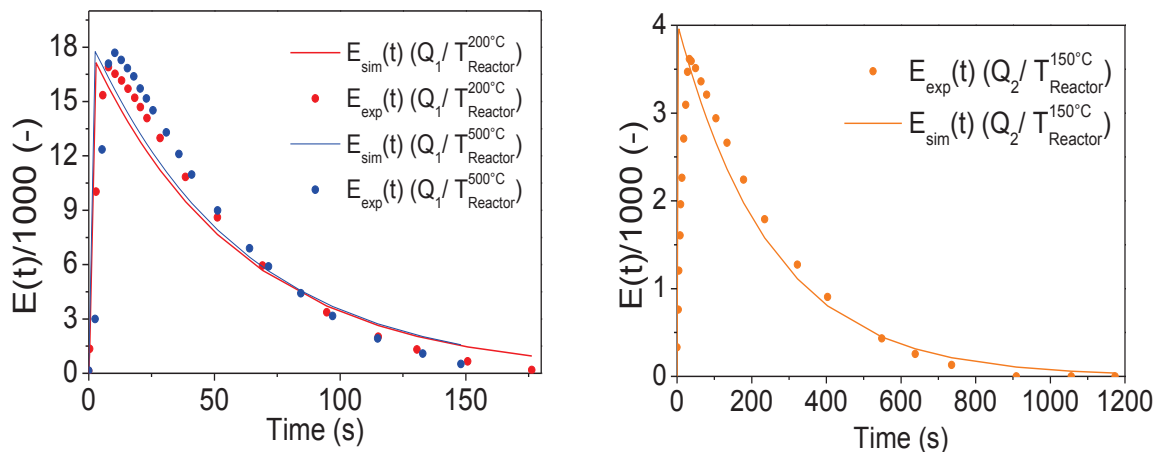 18
15
12
9
6
3
0
E(t)/1000 (-)
0 50 100 150
Time (s)
E_sim(t) (Q_1/ T_Reactor^200°C)
E_exp(t) (Q_1/ T_Reactor^200°C)
E_sim(t) (Q_1/ T_Reactor^500°C)
E_exp(t) (Q_1/ T_Reactor^500°C)
4
3
2
1
0
E(t)/1000 (-)
0 200 400 600 800 1000 1200
Time (s)
E_exp(t) (Q_2/ T_Reactor^150°C)
E_sim(t) (Q_2/ T_Reactor^150°C)